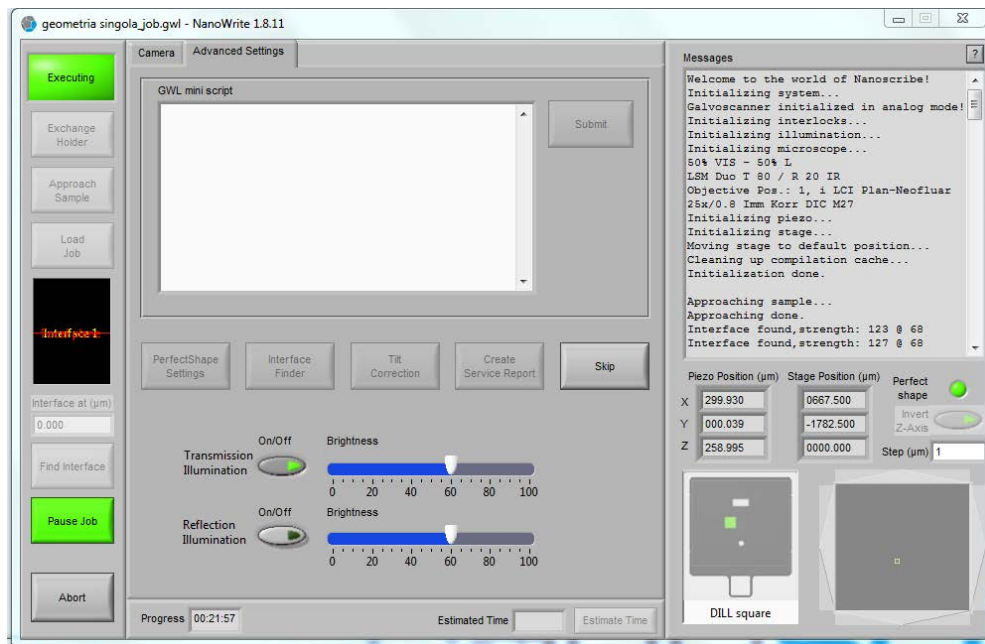 geometria singola_job.gwl - NanoWrite 1.8.11
Executing
Exchange
Holder
Approach
Sample
Load
Job
Interface 1
Interface at (µm)
0.000
Find Interface
Pause Job
Abort
Camera
Advanced Settings
GWL mini script
Submit
PerfectShape
Settings
Interface
Finder
Tilt
Correction
Create
Service Report
Skip
On/Off
Brightness
Transmission
Illumination
0 20 40 60 80 100
On/Off
Brightness
Reflection
Illumination
0 20 40 60 80 100
Progress 00:21:57
Estimated Time
Estimate Time
Messages
?
Welcome to the world of Nanoscribe!
Initializing system...
Galvoscanner initialized in analog mode!
Initializing interlocks...
Initializing illumination...
Initializing microscope...
50% VIS - 50% L
LSM Duo T 80 / R 20 IR
Objective Pos.: 1, i LCI Plan-Neofluar
25x/0.8 Imm Korr DIC M27
Initializing piezo...
Initializing stage...
Moving stage to default position...
Cleaning up compilation cache...
Initialization done.
Approaching sample...
Approaching done.
Interface found,strength: 123 @ 68
Interface found,strength: 127 @ 68
Piezo Position (µm) Stage Position (µm)
X 299.930 0667.500
Y 000.039 -1782.500
Z 258.995 0000.000
Perfect
shape
Invert
Z-Axis
Step (µm) 1
DILL square